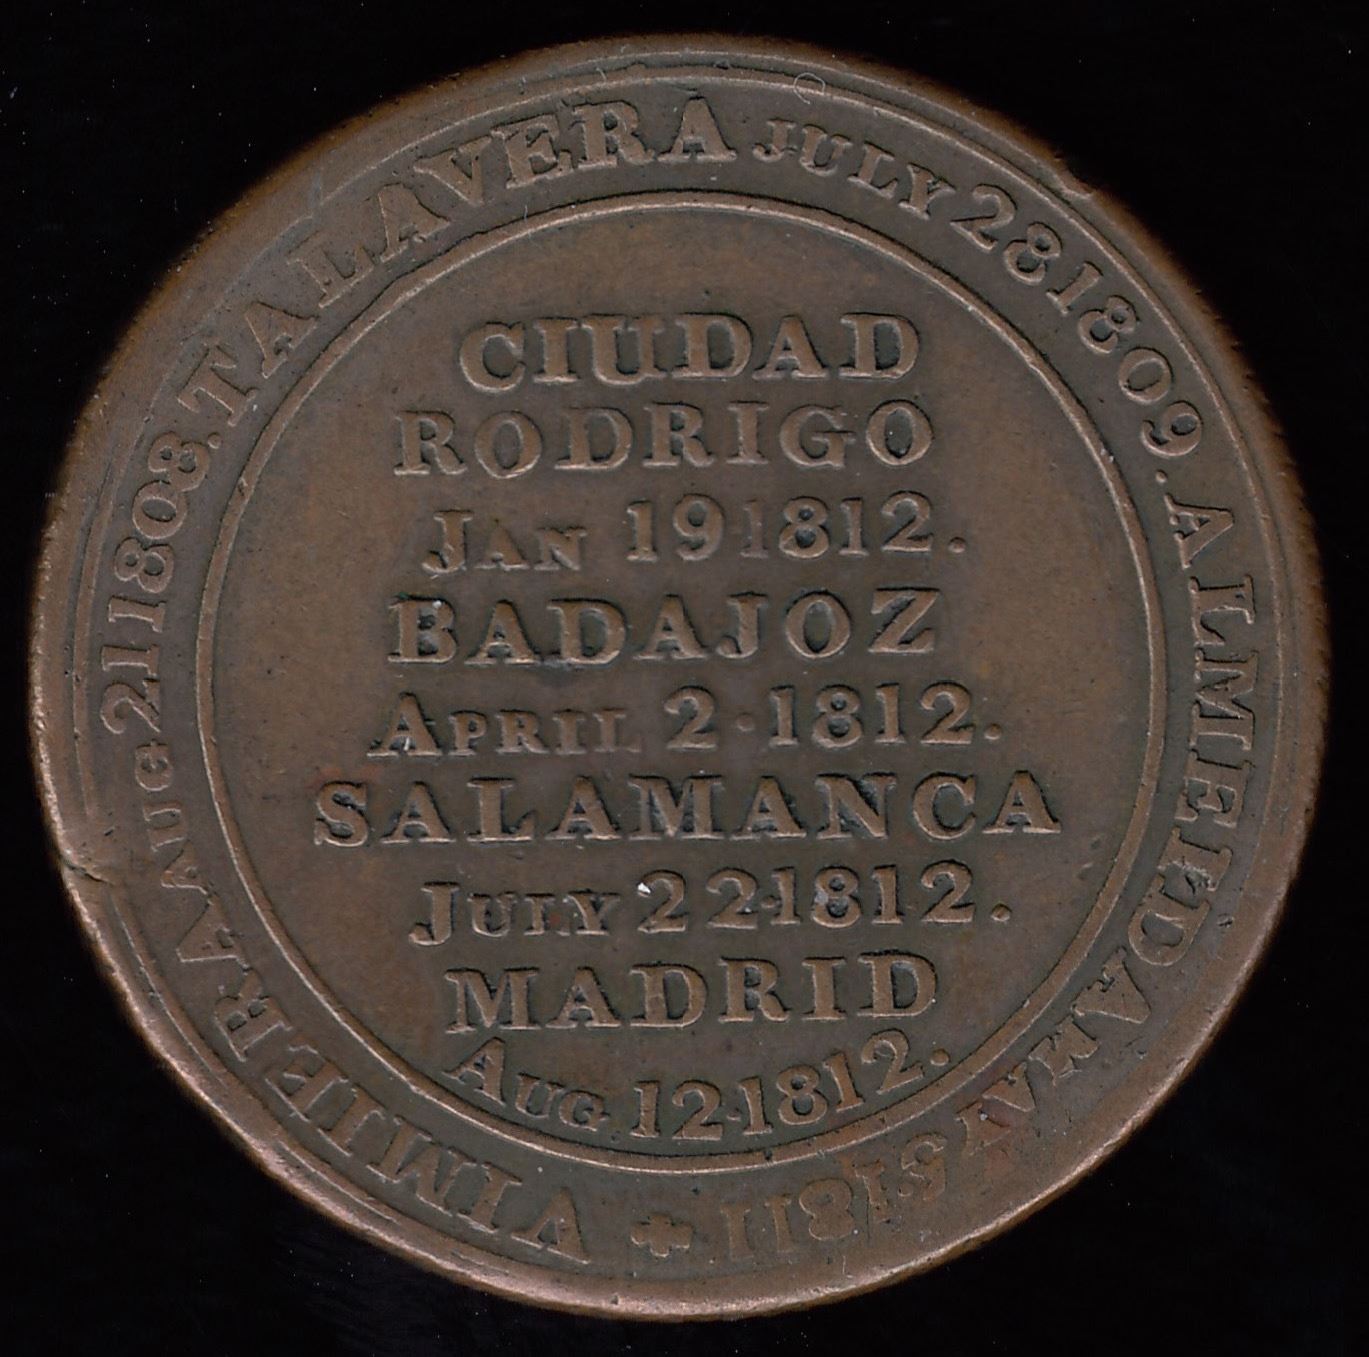 VIMIERA AUG 21 1808. TALAVERA JULY 28 1809. ALMEIDA MAY 5 1811
CIUDAD
RODRIGO
JAN 19 1812.
BADAJOZ
APRIL 2·1812.
SALAMANCA
JULY 22·1812.
MADRID
AUG 12·1812.